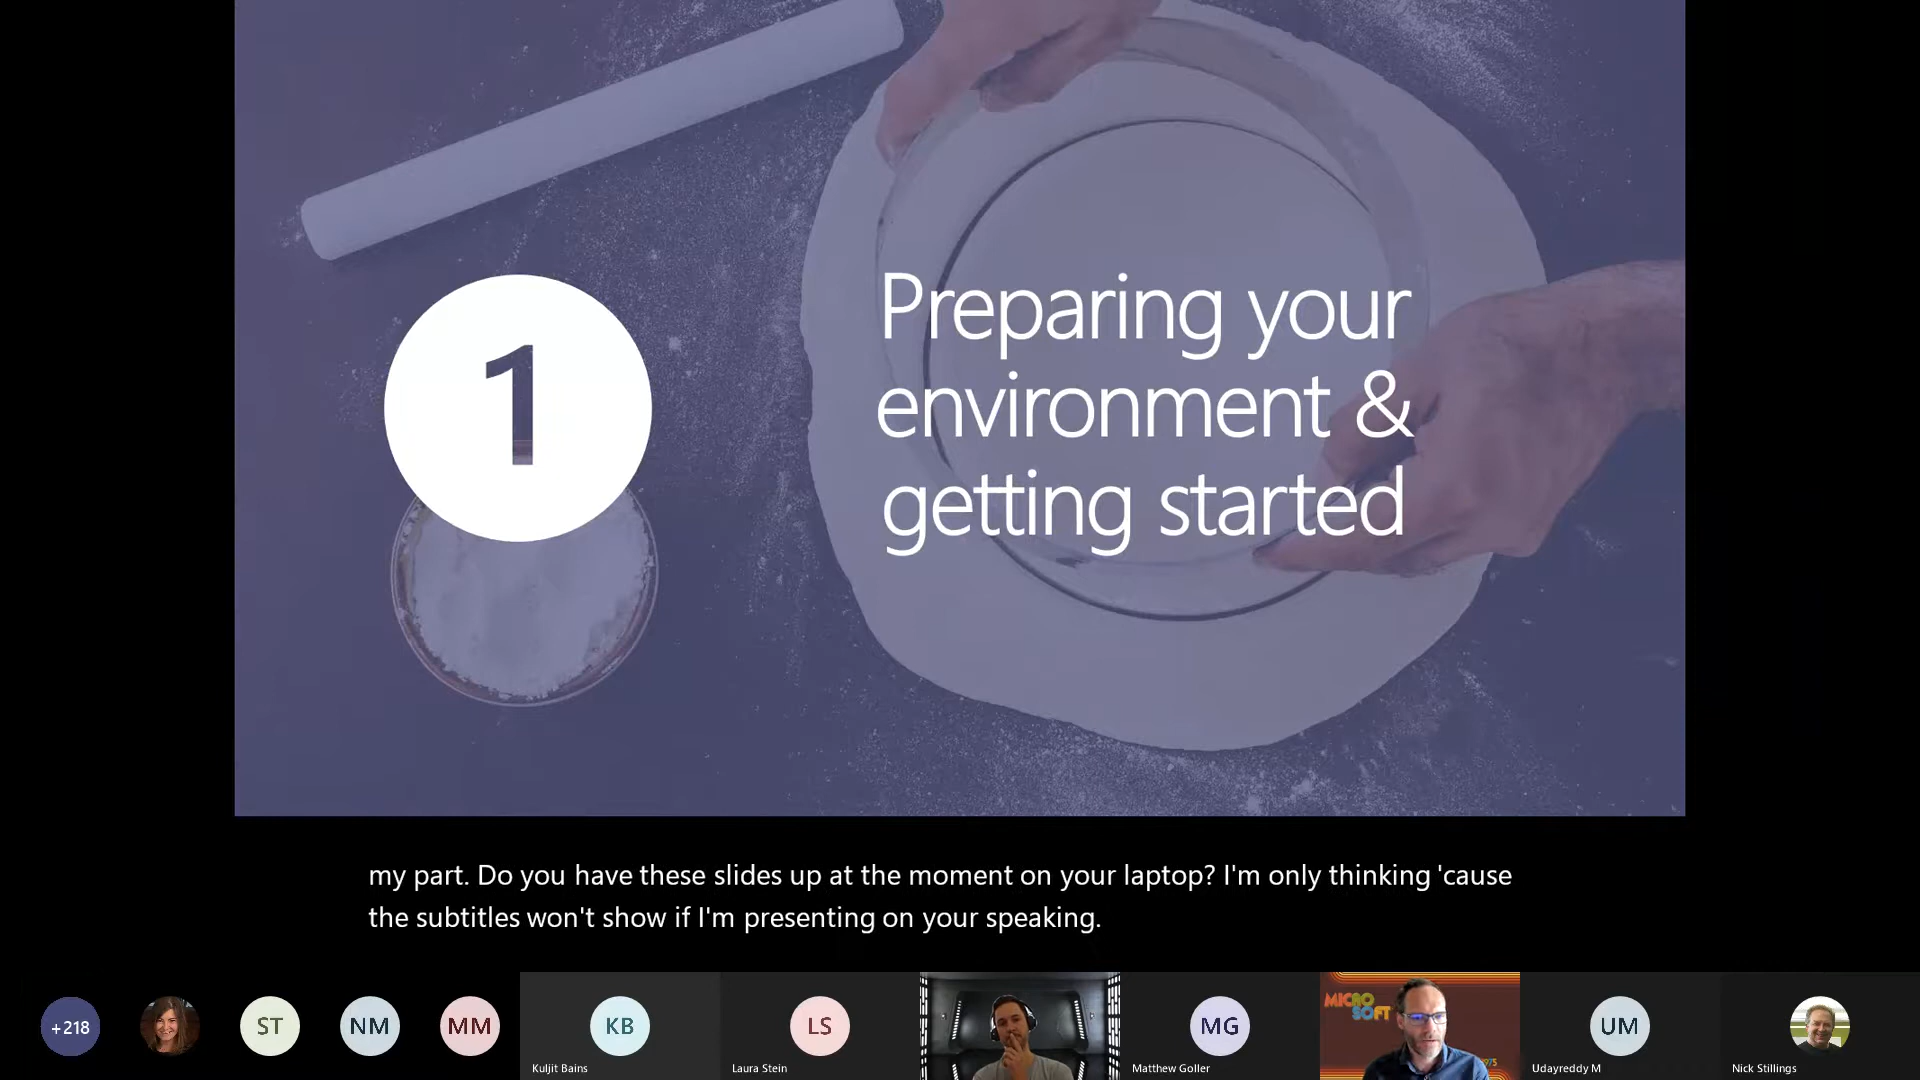 1
Preparing your
environment &
getting started
my part. Do you have these slides up at the moment on your laptop? I'm only thinking 'cause
the subtitles won't show if I'm presenting on your speaking.
+218
ST
NM
MM
KB
LS
MG
MICRO
SOFT
UM
Kuljit Bains
Laura Stein
Matthew Goller
Udayreddy M
Nick Stillings